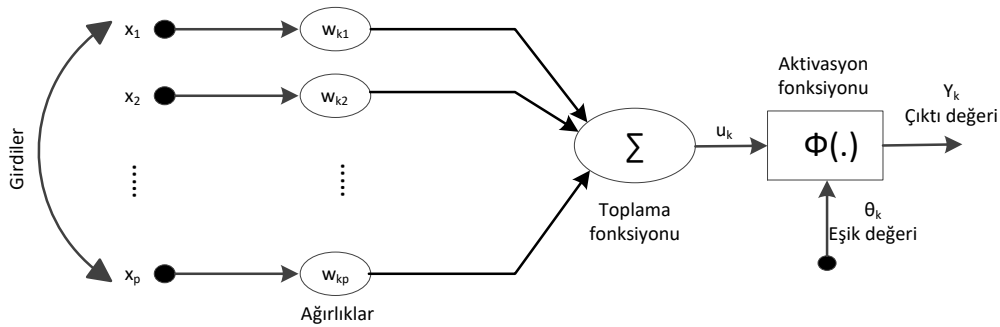 Girdiler
x1
wk1
x2
wk2
.....
.....
xp
wkp
Ağırlıklar
Σ
Toplama
fonksiyonu
uk
Aktivasyon
fonksiyonu
Φ(.)
Yk
Çıktı değeri
θk
Eşik değeri